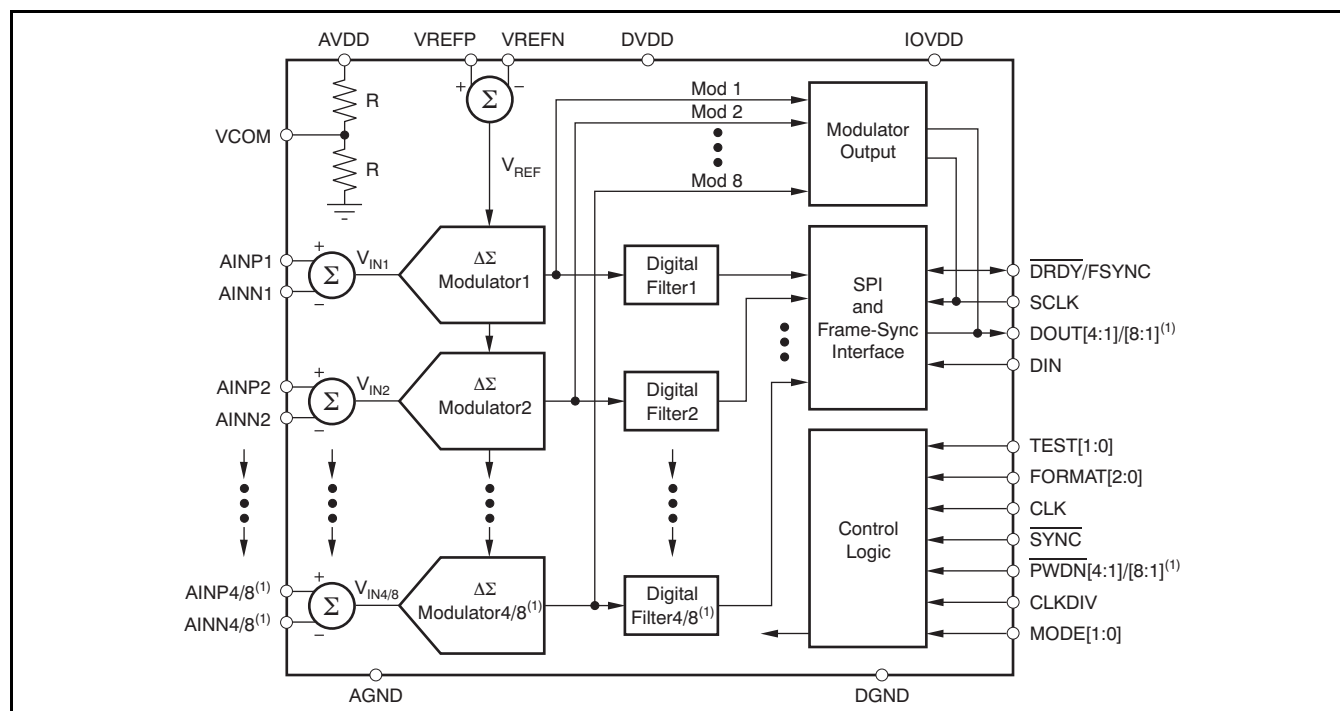 AVDD
VREFP
VREFN
DVDD
IOVDD
R
+
Σ
−
Mod 1
Mod 2
Mod 8
Modulator
Output
VCOM
R
VREF
AINP1
AINN1
+
Σ
−
VIN1
ΔΣ
Modulator1
Digital
Filter1
SPI
and
Frame-Sync
Interface
DRDY/FSYNC
SCLK
DOUT[4:1]/[8:1](1)
DIN
AINP2
AINN2
+
Σ
−
VIN2
ΔΣ
Modulator2
Digital
Filter2
Control
Logic
TEST[1:0]
FORMAT[2:0]
CLK
SYNC
PWDN[4:1]/[8:1](1)
CLKDIV
MODE[1:0]
AINP4/8(1)
AINN4/8(1)
+
Σ
−
VIN4/8
ΔΣ
Modulator4/8(1)
Digital
Filter4/8(1)
AGND
DGND